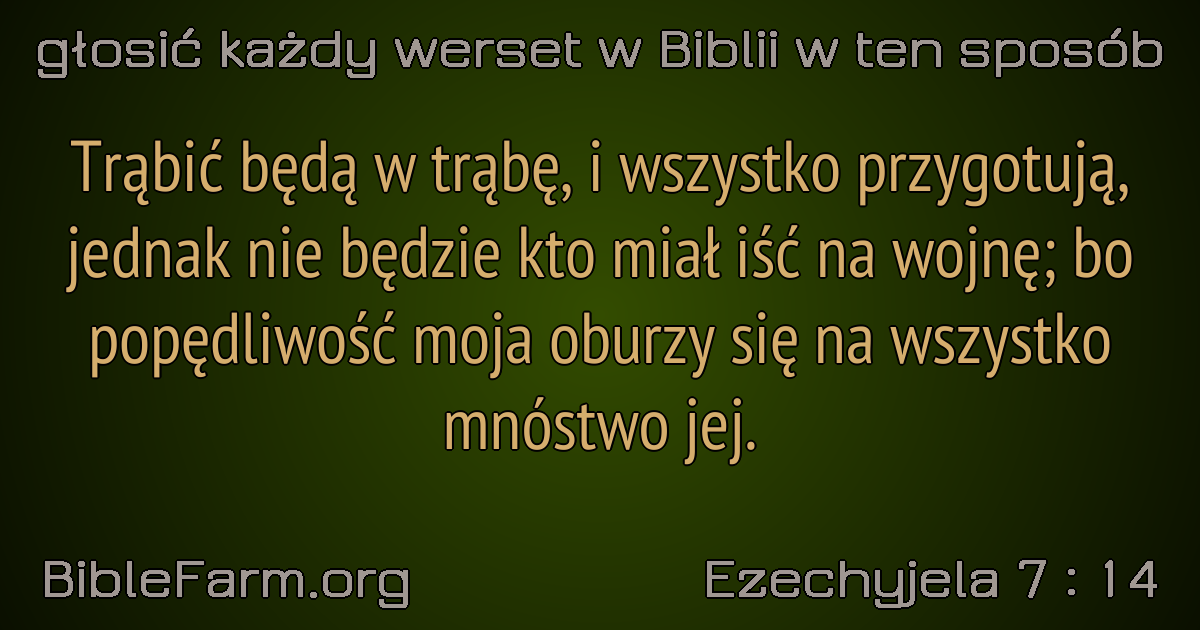 głosić każdy werset w Biblii w ten sposób
Trąbić będą w trąbę, i wszystko przygotują,
jednak nie będzie kto miał iść na wojnę; bo
popędliwość moja oburzy się na wszystko
mnóstwo jej.
BibleFarm.org
Ezechyjela 7 : 14